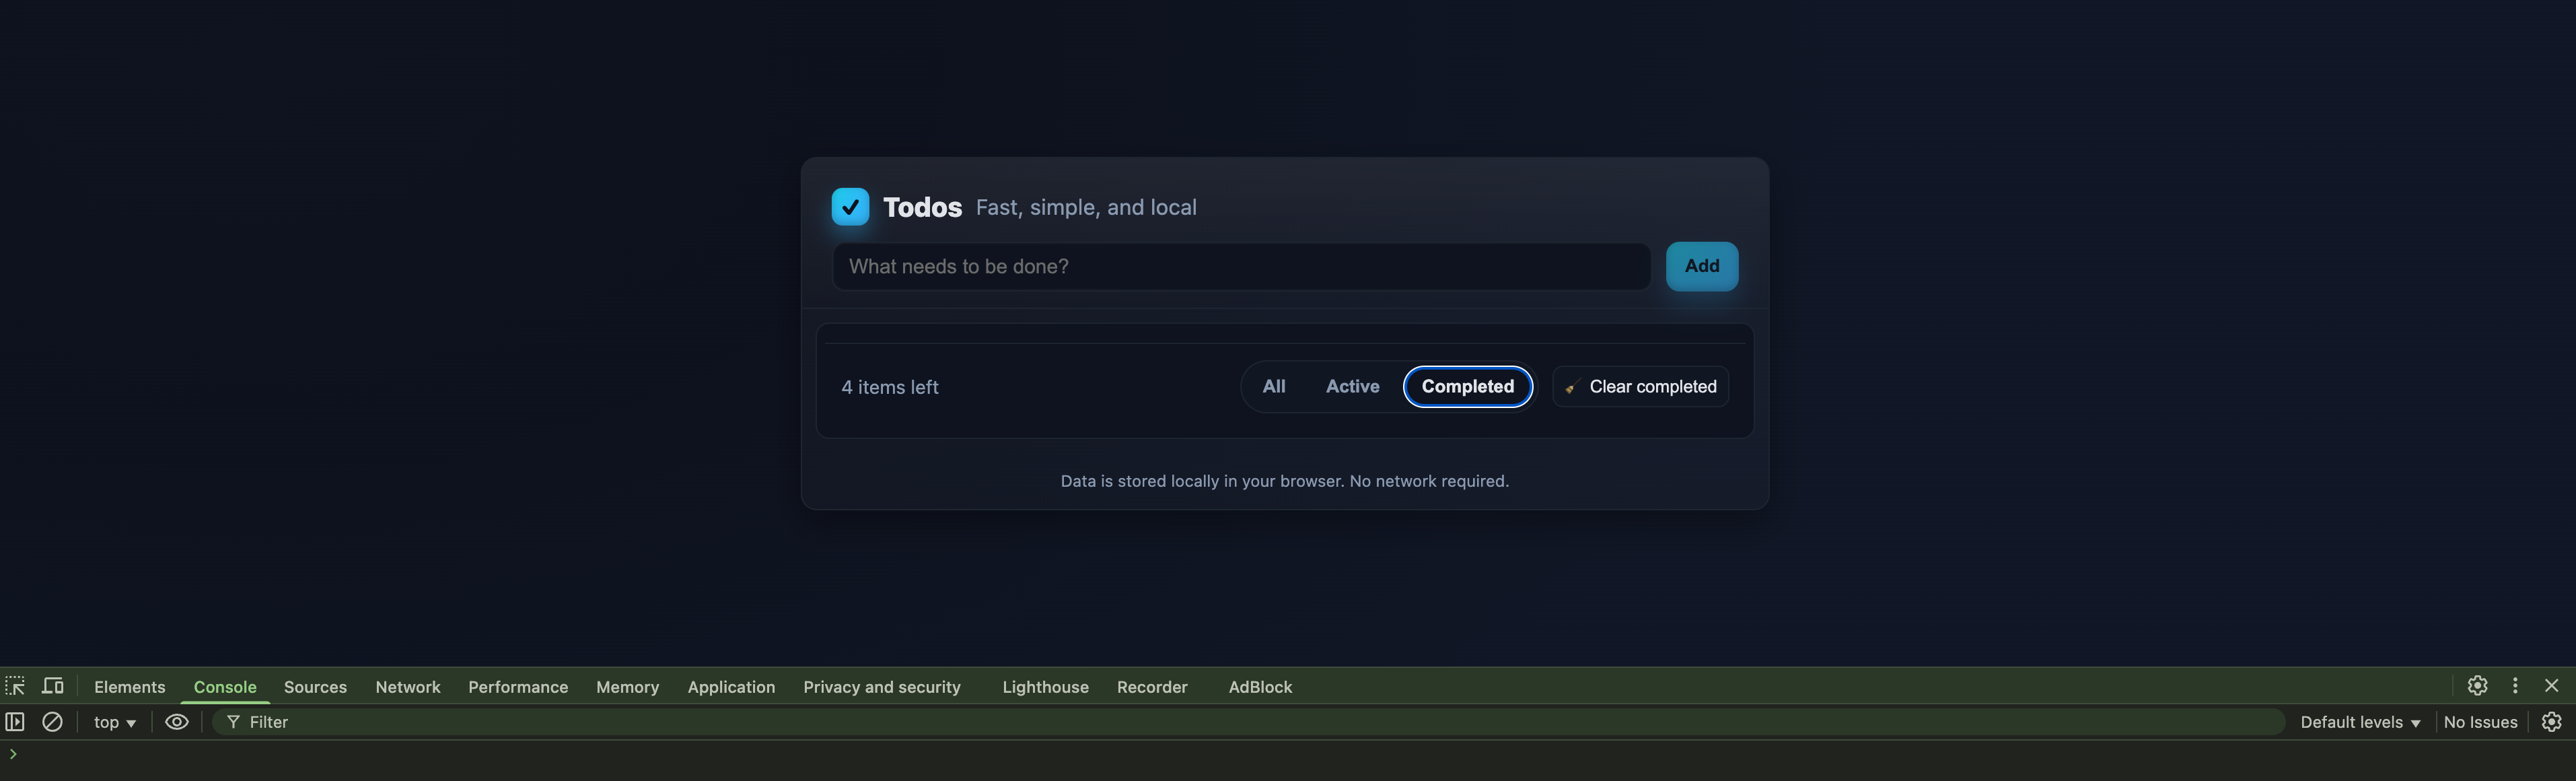 Todos Fast, simple, and local
What needs to be done?
Add
4 items left
All Active Completed Clear completed
Data is stored locally in your browser. No network required.
Elements Console Sources Network Performance Memory Application Privacy and security Lighthouse Recorder AdBlock
top Filter Default levels No Issues